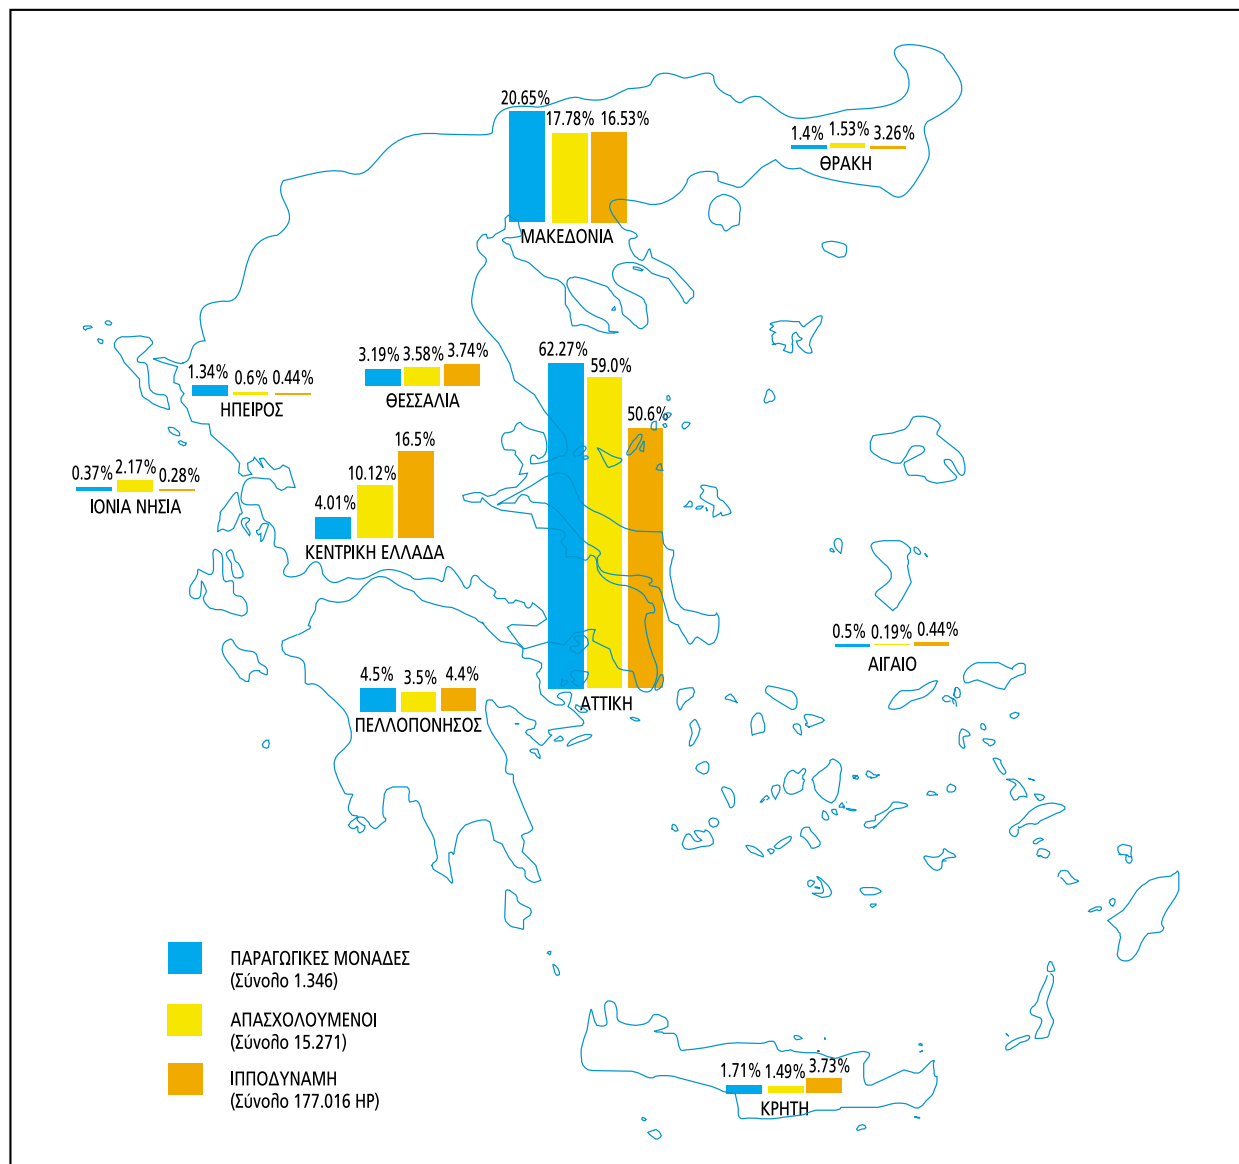 20.65%
17.78% 16.53%
ΜΑΚΕΔΟΝΙΑ
1.4% 1.53% 3.26%
ΘΡΑΚΗ
1.34% 0.6% 0.44%
ΗΠΕΙΡΟΣ
3.19% 3.58% 3.74%
ΘΕΣΣΑΛΙΑ
62.27%
59.0%
50.6%
ΑΤΤΙΚΗ
0.37% 2.17% 0.28%
ΙΟΝΙΑ ΝΗΣΙΑ
4.01%
10.12%
16.5%
ΚΕΝΤΡΙΚΗ ΕΛΛΑΔΑ
0.5% 0.19% 0.44%
ΑΙΓΑΙΟ
4.5% 3.5% 4.4%
ΠΕΛΛΟΠΟΝΗΣΟΣ
ΠΑΡΑΓΩΓΙΚΕΣ ΜΟΝΑΔΕΣ
(Σύνολο 1.346)
ΑΠΑΣΧΟΛΟΥΜΕΝΟΙ
(Σύνολο 15.271)
ΙΠΠΟΔΥΝΑΜΗ
(Σύνολο 177.016 HP)
1.71% 1.49% 3.73%
ΚΡΗΤΗ